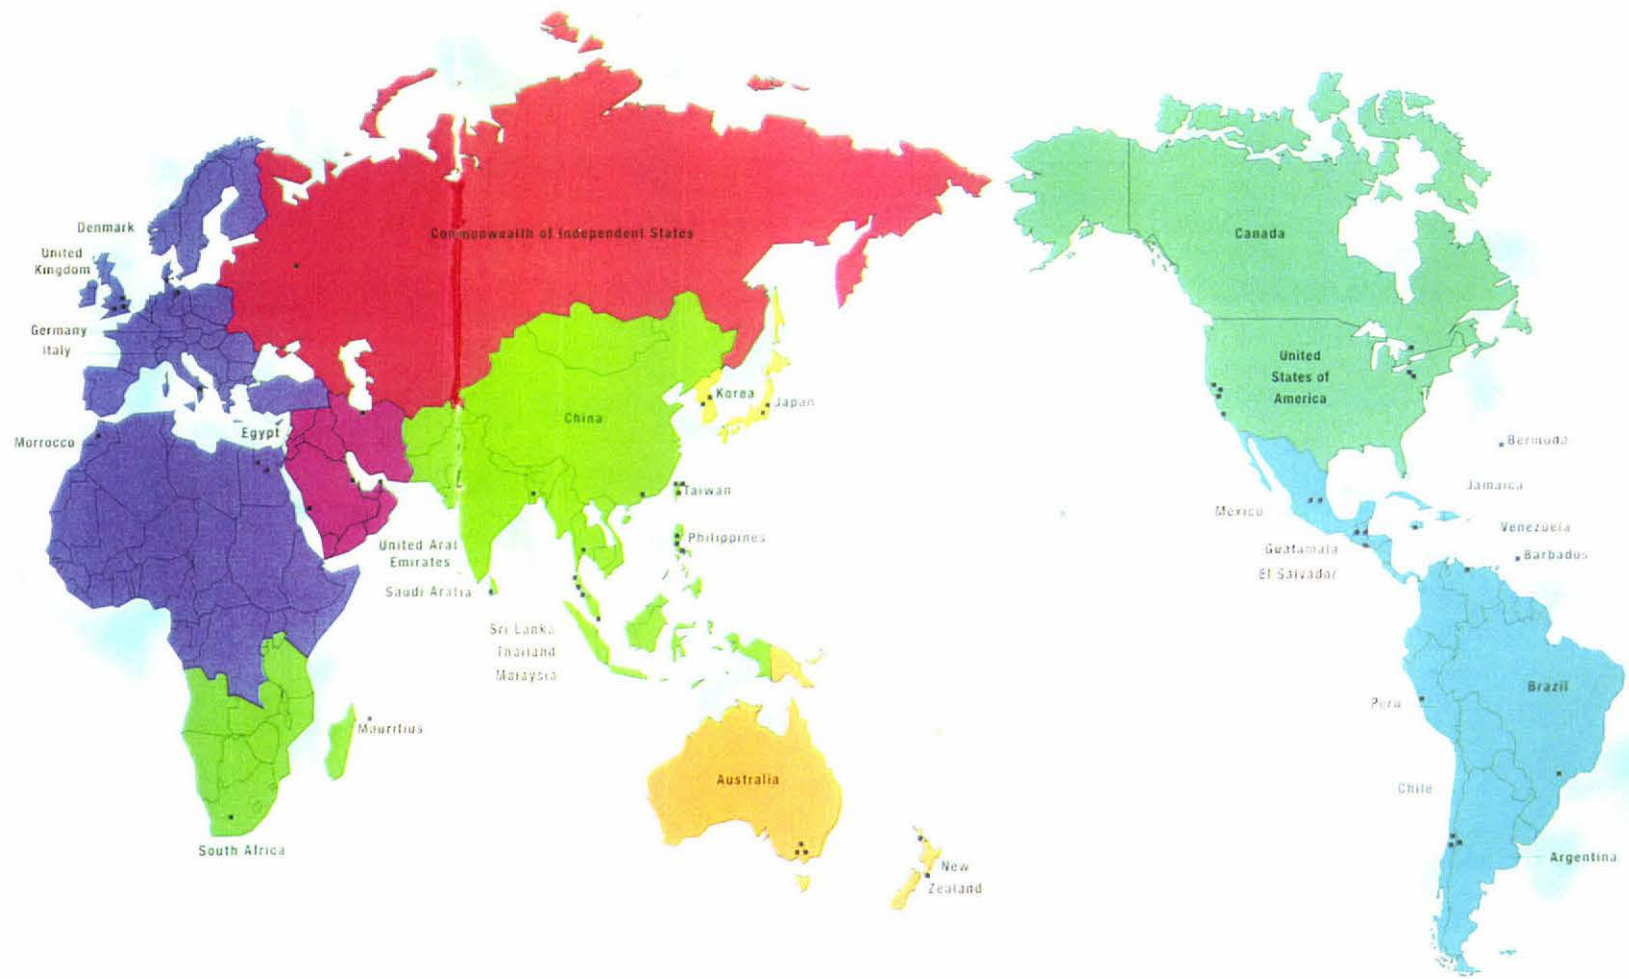 Denmark
United
Kingdom
Germany
Italy
Morrocco
Egypt
Commonwealth of Independent States
China
Korea
Japan
Taiwan
Philippines
United Arab
Emirates
Saudi Arabia
Sri Lanka
Thailand
Malaysia
Mauritius
South Africa
Australia
New
Zealand
Canada
United
States of
America
Bermuda
Jamaica
Mexico
Venezuela
Guatamala
Barbados
El Salvador
Peru
Brazil
Chile
Argentina